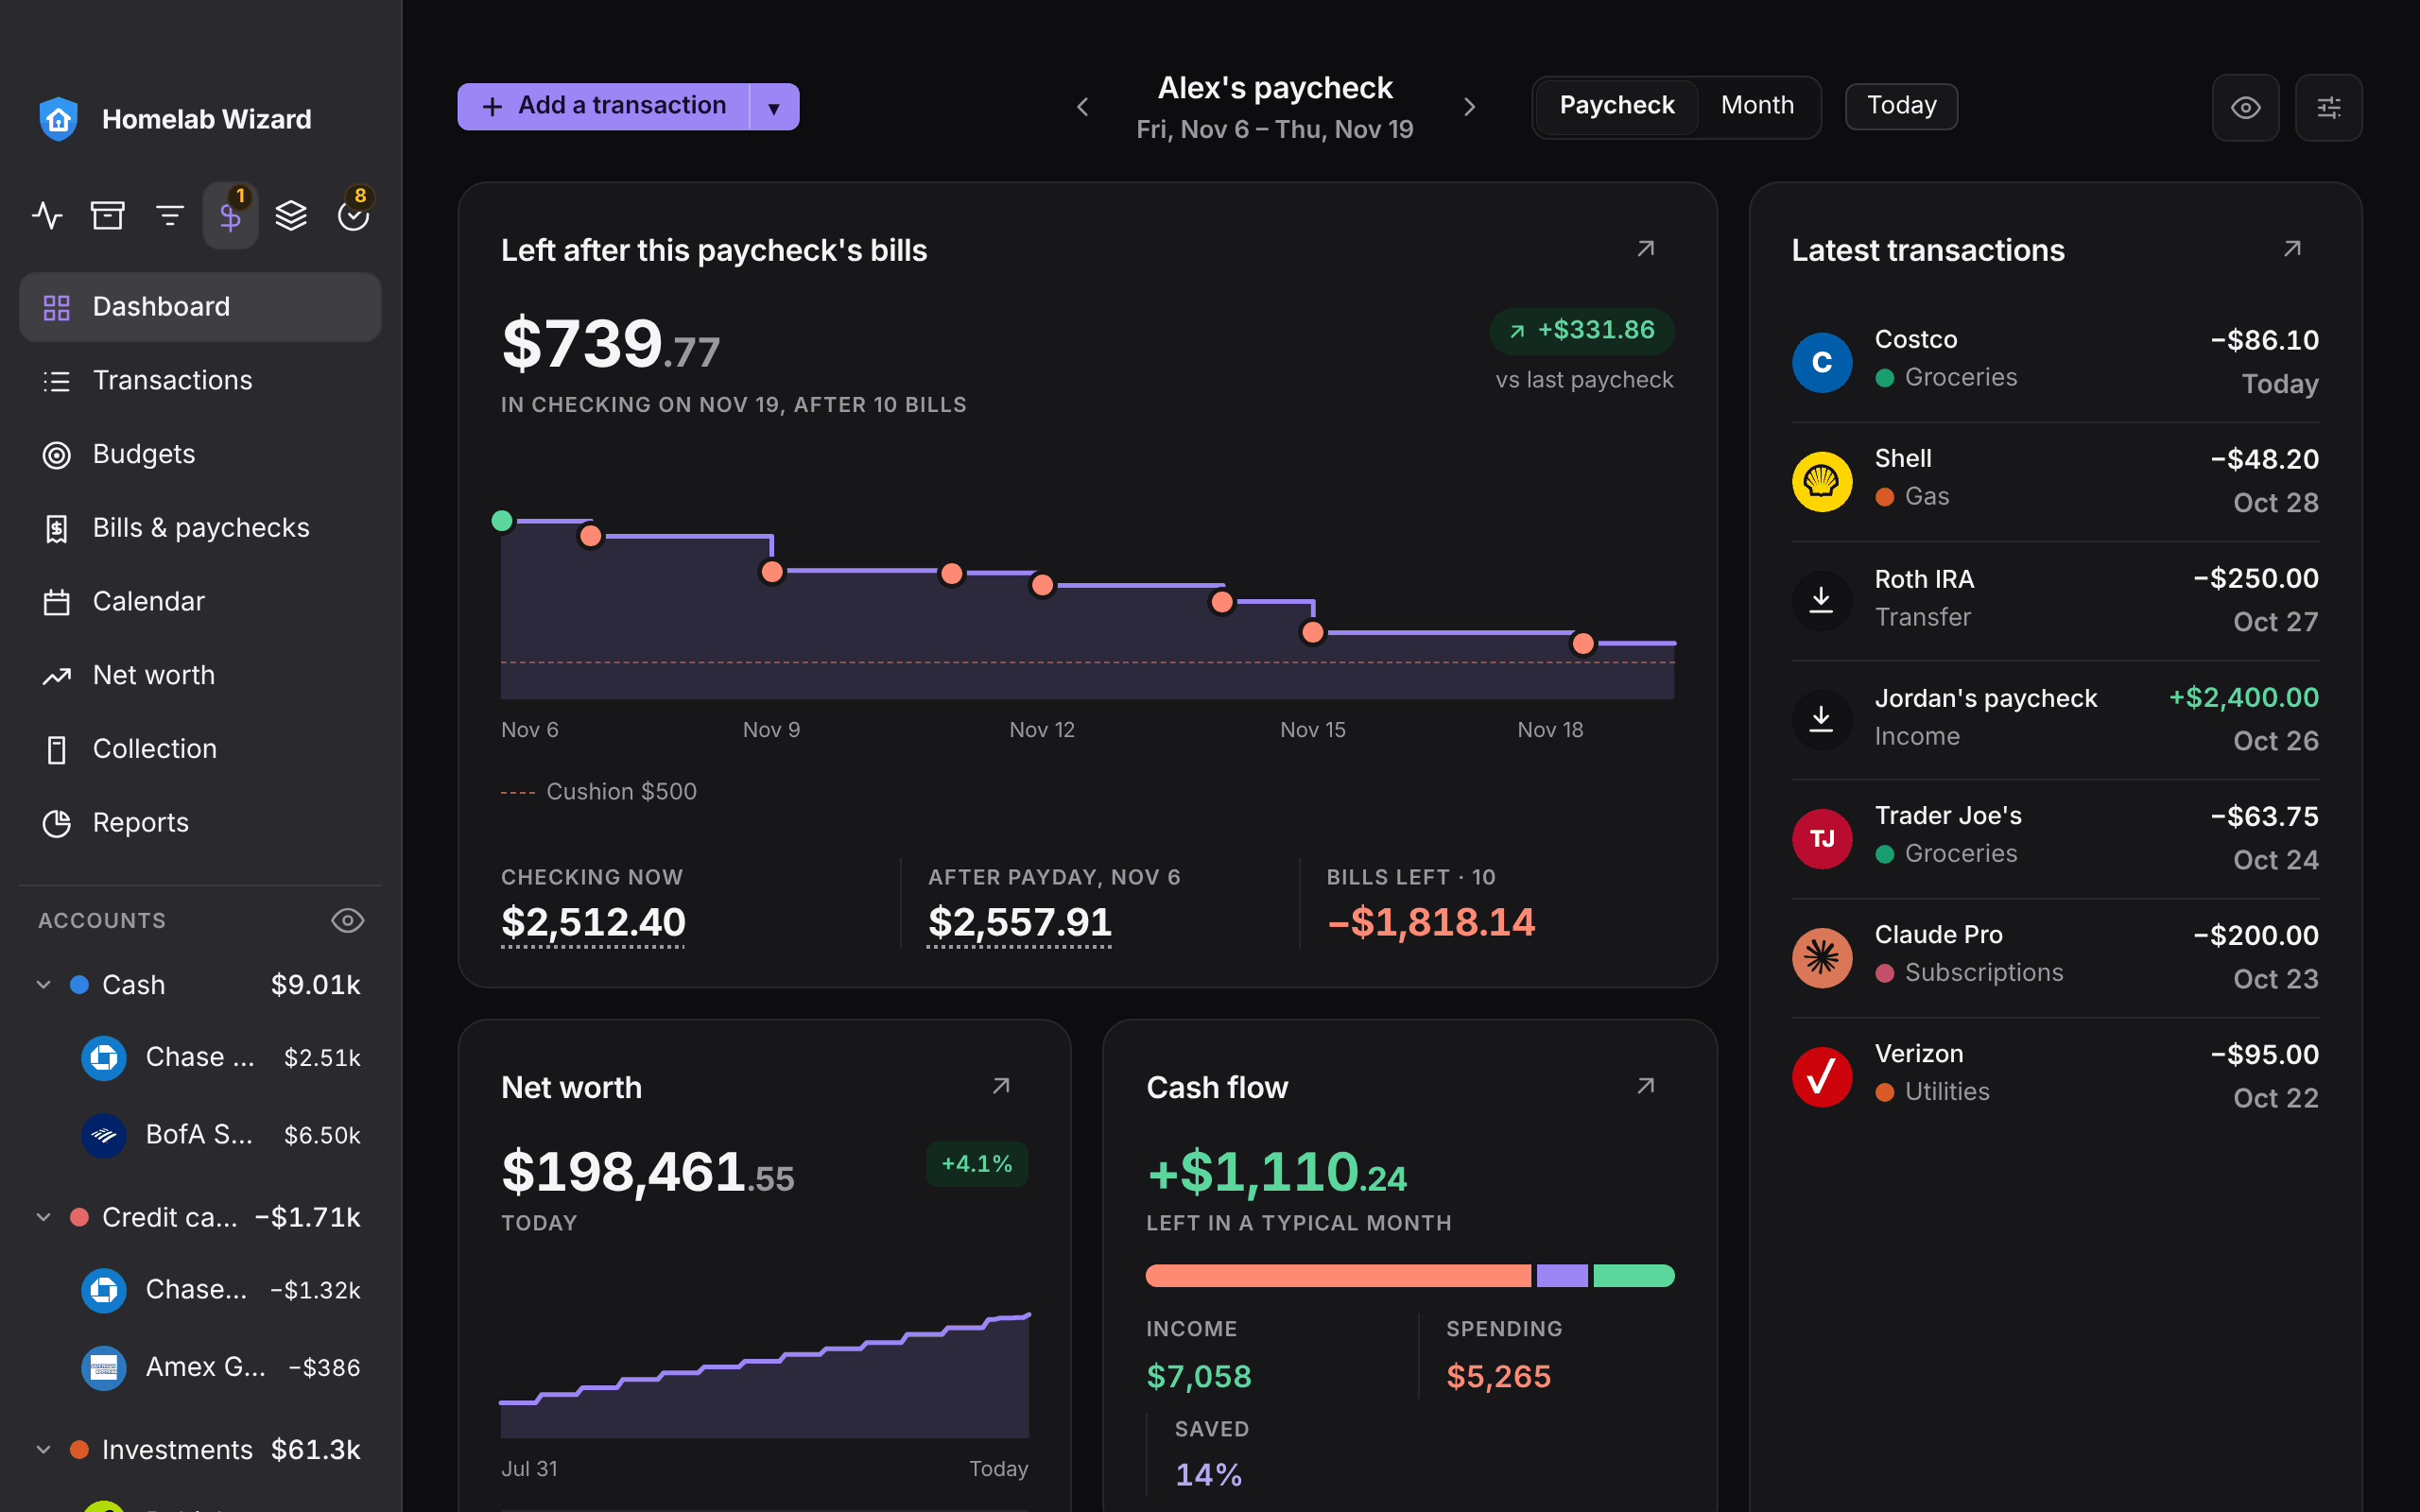 Homelab Wizard
1
8
Dashboard
Transactions
Budgets
Bills & paychecks
Calendar
Net worth
Collection
Reports
ACCOUNTS
Cash $9.01k
Chase ... $2.51k
BofA S... $6.50k
Credit ca... −$1.71k
Chase... −$1.32k
Amex G... −$386
Investments $61.3k
+ Add a transaction ▾
Alex's paycheck
Fri, Nov 6 – Thu, Nov 19
Paycheck Month Today
Left after this paycheck's bills
$739.77
IN CHECKING ON NOV 19, AFTER 10 BILLS
+$331.86
vs last paycheck
Nov 6 Nov 9 Nov 12 Nov 15 Nov 18
Cushion $500
CHECKING NOW
$2,512.40
AFTER PAYDAY, NOV 6
$2,557.91
BILLS LEFT · 10
−$1,818.14
Net worth
$198,461.55
+4.1%
TODAY
Jul 31 Today
Cash flow
+$1,110.24
LEFT IN A TYPICAL MONTH
INCOME
$7,058
SPENDING
$5,265
SAVED
14%
Latest transactions
C
Costco −$86.10
Groceries Today
Shell −$48.20
Gas Oct 28
Roth IRA −$250.00
Transfer Oct 27
Jordan's paycheck +$2,400.00
Income Oct 26
TJ
Trader Joe's −$63.75
Groceries Oct 24
Claude Pro −$200.00
Subscriptions Oct 23
Verizon −$95.00
Utilities Oct 22